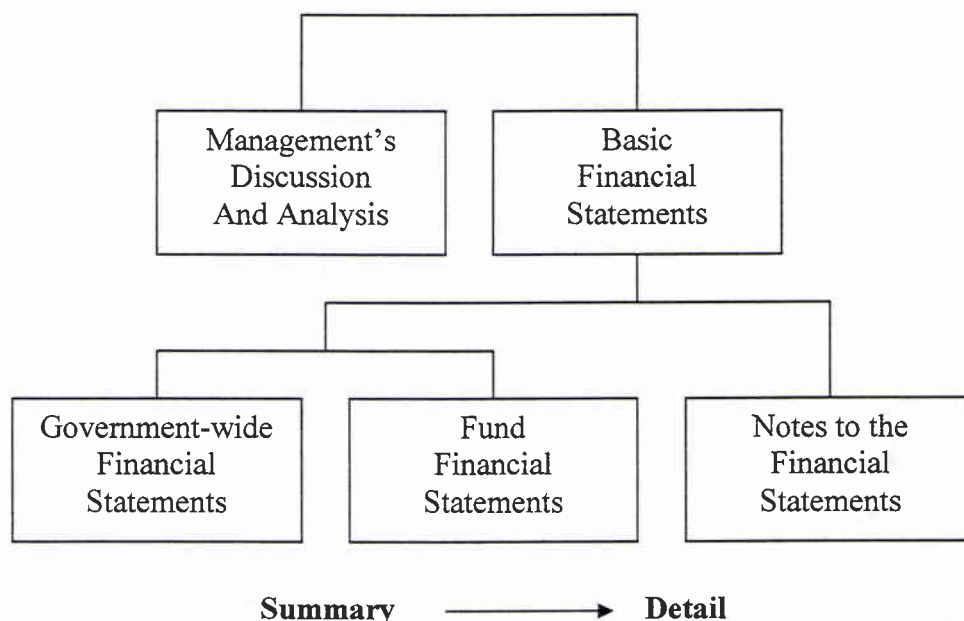 Management's
Discussion
And Analysis
Basic
Financial
Statements
Government-wide
Financial
Statements
Fund
Financial
Statements
Notes to the
Financial
Statements
Summary
Detail